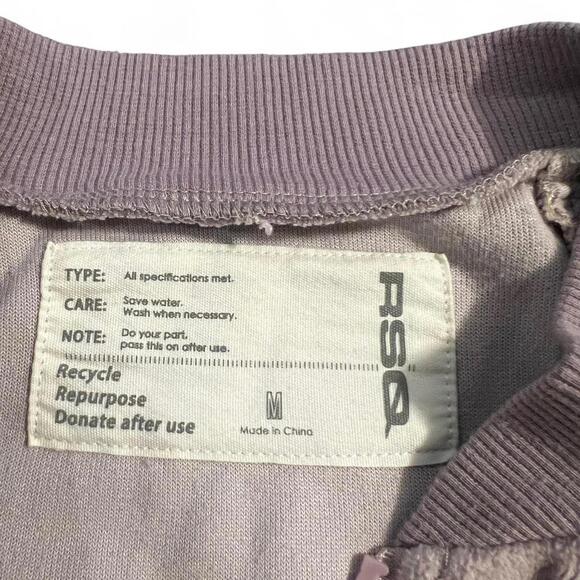 TYPE: All specifications met.
CARE: Save water.
Wash when necessary.
NOTE: Do your part,
pass this on after use.
Recycle
Repurpose
Donate after use
M
Made in China
RSQ